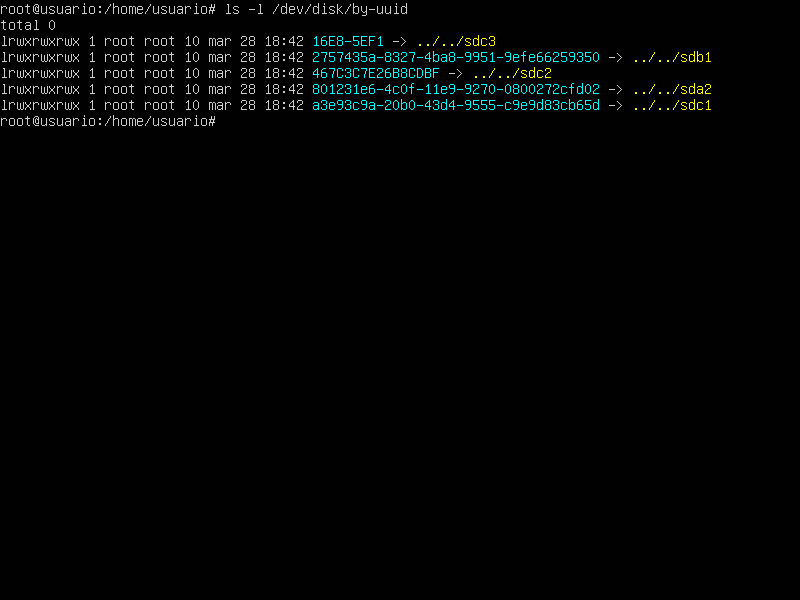 root@usuario:/home/usuario# ls -l /dev/disk/by-uuid
total 0
lrwxrwxrwx 1 root root 10 mar 28 18:42 16E8-5EF1 -> ../../sdc3
lrwxrwxrwx 1 root root 10 mar 28 18:42 2757435a-8327-4ba8-9951-9efe66259350 -> ../../sdb1
lrwxrwxrwx 1 root root 10 mar 28 18:42 467C3C7E26B8CDBF -> ../../sdc2
lrwxrwxrwx 1 root root 10 mar 28 18:42 801231e6-4c0f-11e9-9270-0800272cfd02 -> ../../sda2
lrwxrwxrwx 1 root root 10 mar 28 18:42 a3e93c9a-20b0-43d4-9555-c9e9d83cb65d -> ../../sdc1
root@usuario:/home/usuario#